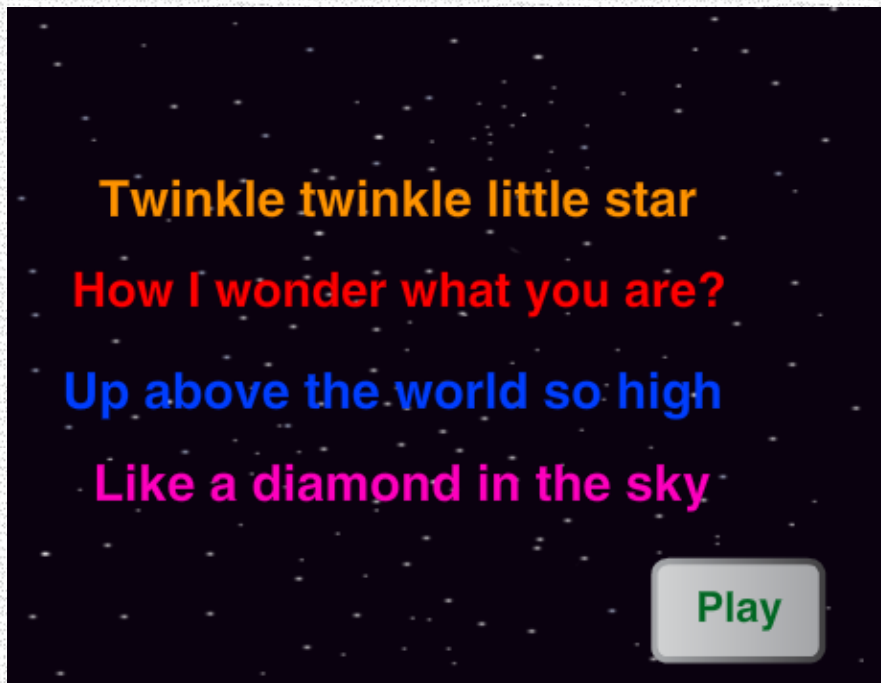 Twinkle twinkle little star
How I wonder what you are?
Up above the world so high
Like a diamond in the sky
Play